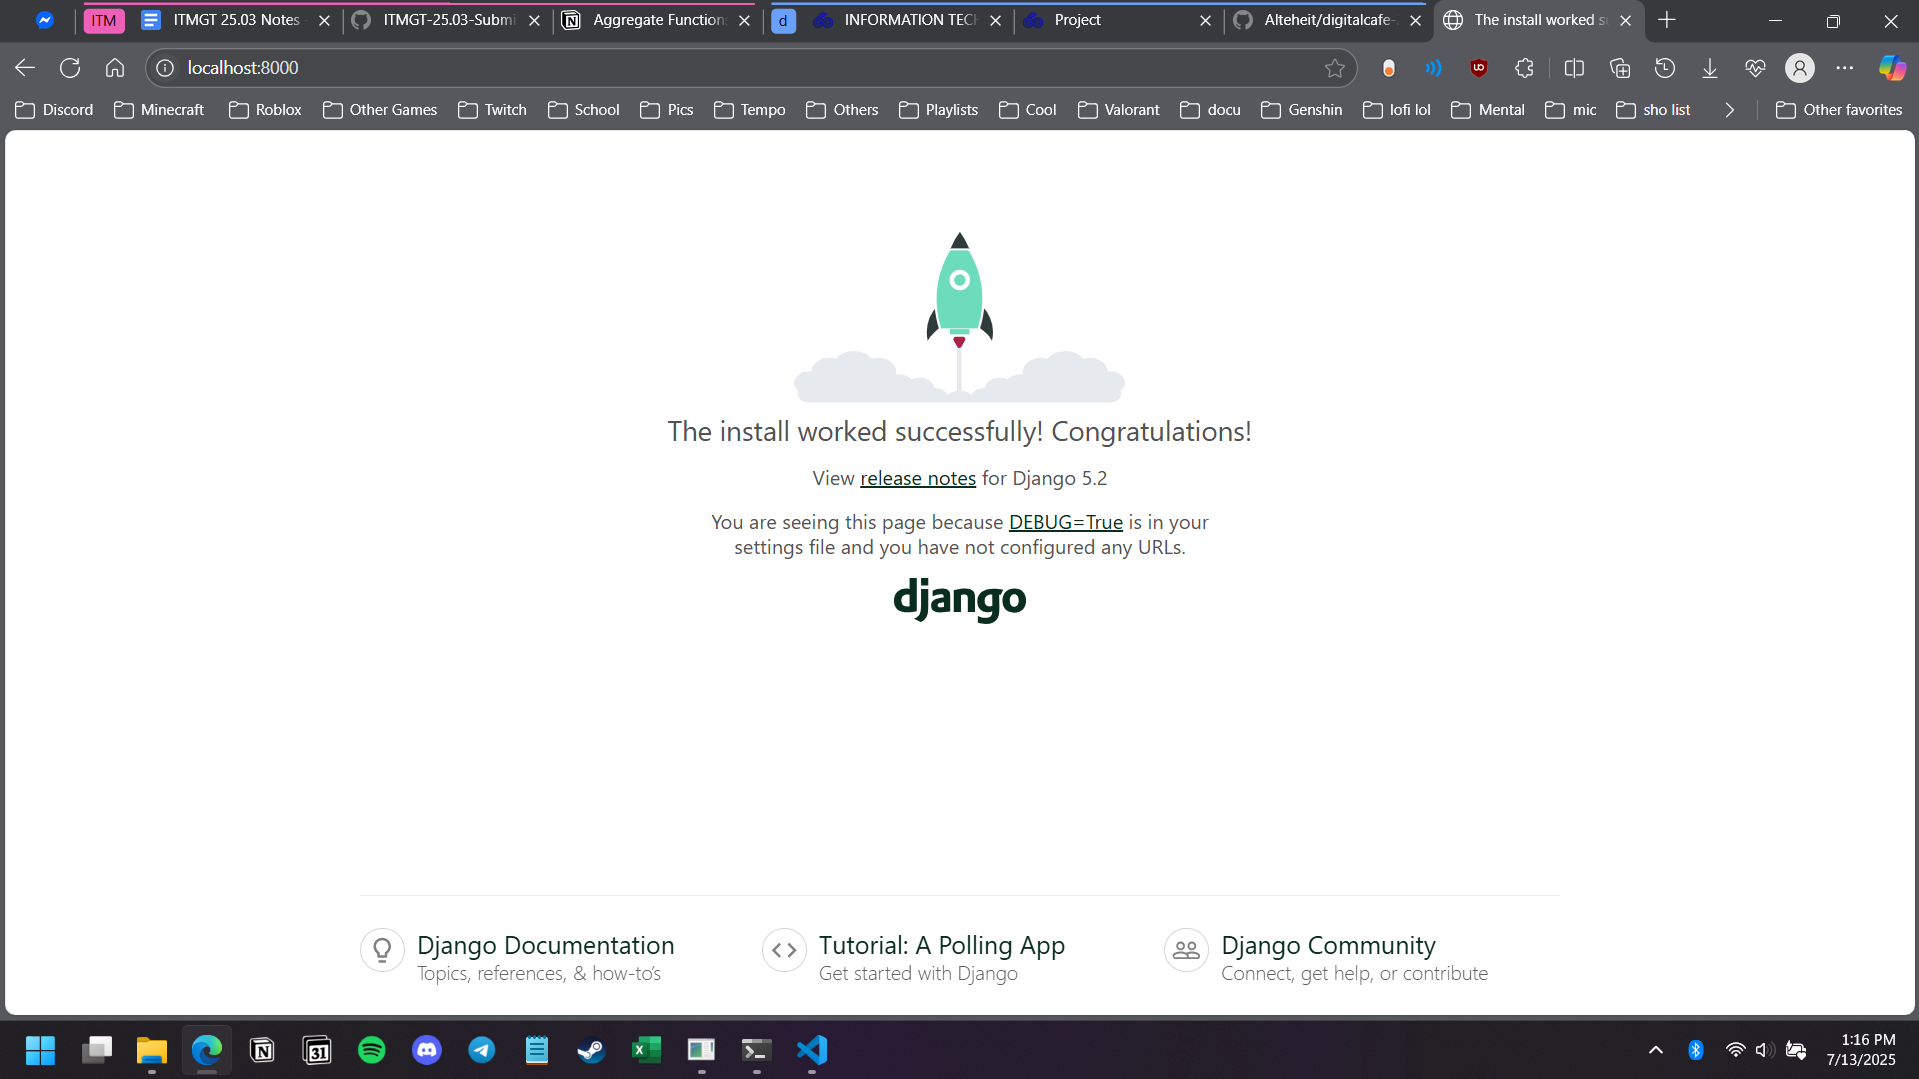 ITM
ITMGT 25.03 Notes
ITMGT-25.03-Submi
Aggregate Function
d
INFORMATION TECH
Project
Alteheit/digitalcafe-
The install worked s
localhost:8000
Discord
Minecraft
Roblox
Other Games
Twitch
School
Pics
Tempo
Others
Playlists
Cool
Valorant
docu
Genshin
lofi lol
Mental
mic
sho list
Other favorites
The install worked successfully! Congratulations!
View release notes for Django 5.2
You are seeing this page because DEBUG=True is in your
settings file and you have not configured any URLs.
django
Django Documentation
Topics, references, & how-to's
Tutorial: A Polling App
Get started with Django
Django Community
Connect, get help, or contribute
31
1:16 PM
7/13/2025